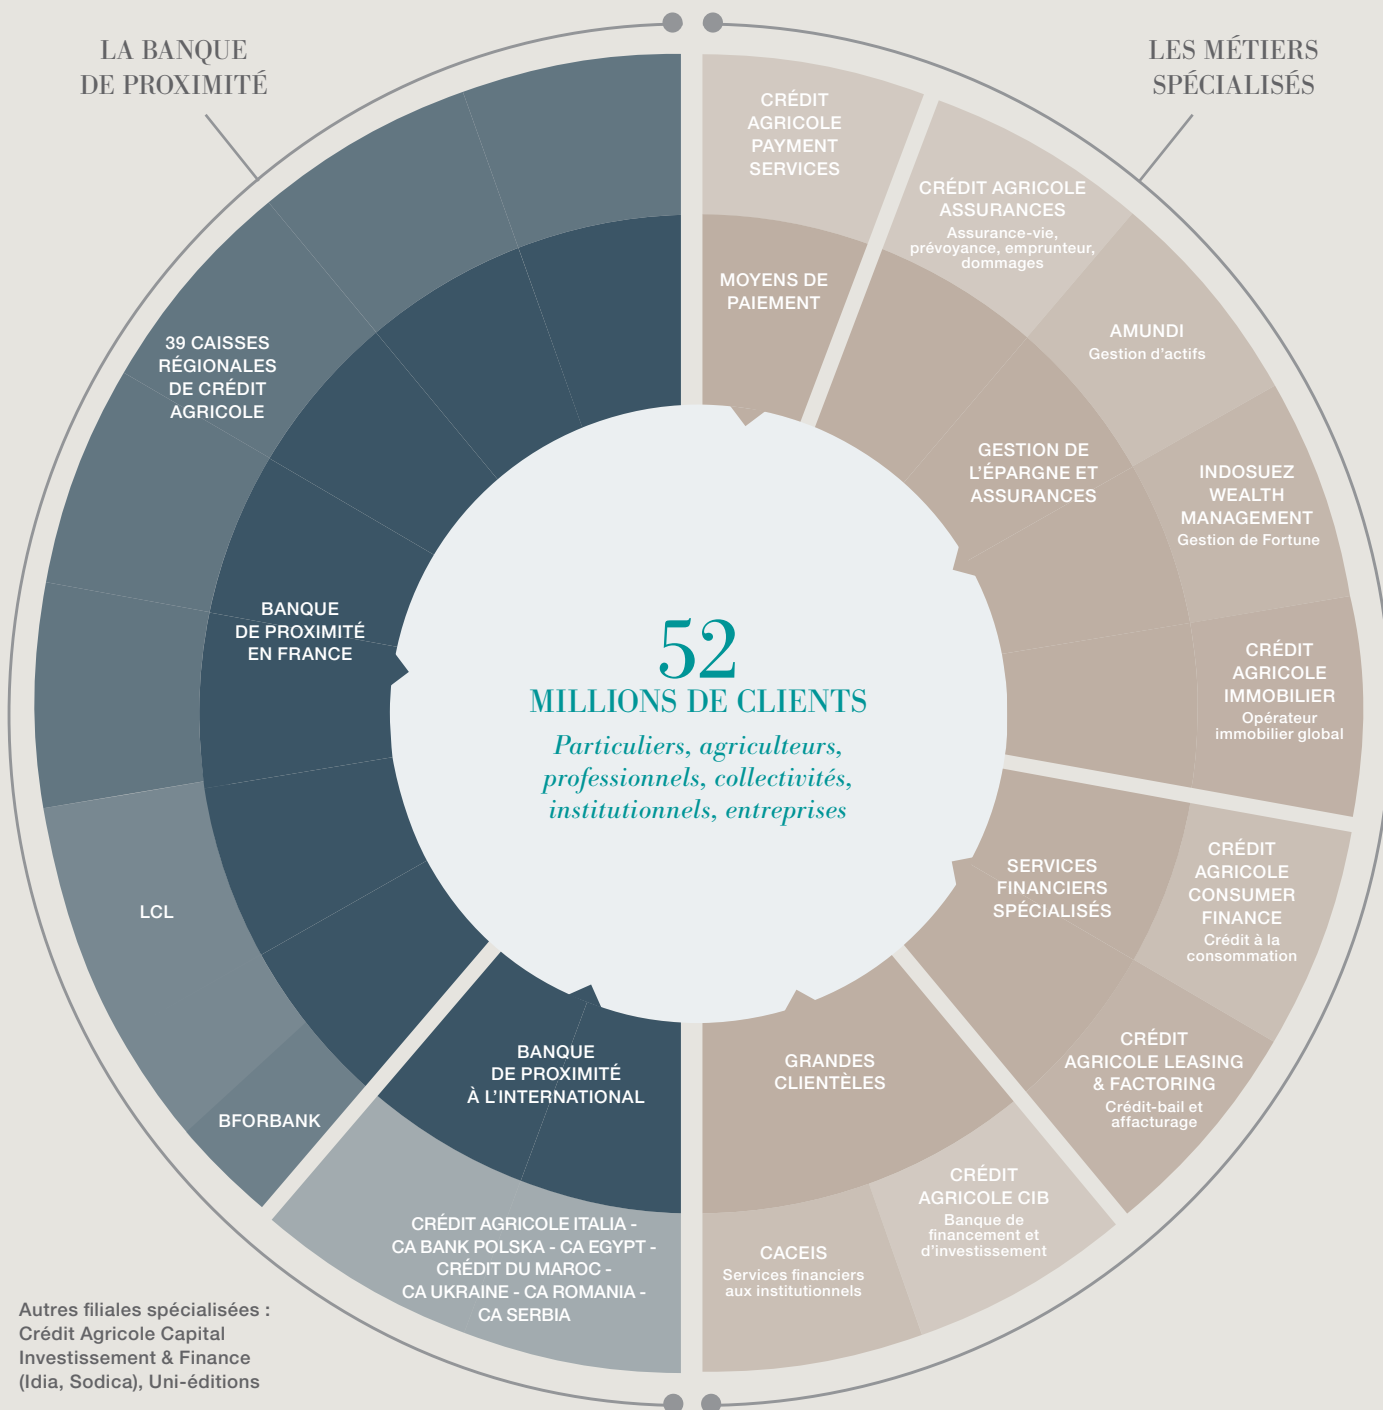 LA BANQUE
DE PROXIMITÉ
LES MÉTIERS
SPÉCIALISÉS
CRÉDIT
AGRICOLE
PAYMENT
SERVICES
MOYENS DE
PAIEMENT
CRÉDIT AGRICOLE
ASSURANCES
Assurance-vie,
prévoyance, emprunteur,
dommages
AMUNDI
Gestion d'actifs
GESTION DE
L'ÉPARGNE ET
ASSURANCES
INDOSUEZ
WEALTH
MANAGEMENT
Gestion de Fortune
CRÉDIT
AGRICOLE
IMMOBILIER
Opérateur
immobilier global
39 CAISSES
RÉGIONALES
DE CRÉDIT
AGRICOLE
BANQUE
DE PROXIMITÉ
EN FRANCE
52
MILLIONS DE CLIENTS
Particuliers, agriculteurs,
professionnels, collectivités,
institutionnels, entreprises
SERVICES
FINANCIERS
SPÉCIALISÉS
CRÉDIT
AGRICOLE
CONSUMER
FINANCE
Crédit à la
consommation
CRÉDIT
AGRICOLE LEASING
& FACTORING
Crédit-bail et
affacturage
LCL
BFORBANK
BANQUE
DE PROXIMITÉ
À L'INTERNATIONAL
GRANDES
CLIENTÈLES
CRÉDIT
AGRICOLE CIB
Banque de
financement et
d'investissement
CACEIS
Services financiers
aux institutionnels
CRÉDIT AGRICOLE ITALIA -
CA BANK POLSKA - CA EGYPT -
CRÉDIT DU MAROC -
CA UKRAINE - CA ROMANIA -
CA SERBIA
Autres filiales spécialisées :
Crédit Agricole Capital
Investissement & Finance
(Idia, Sodica), Uni-éditions